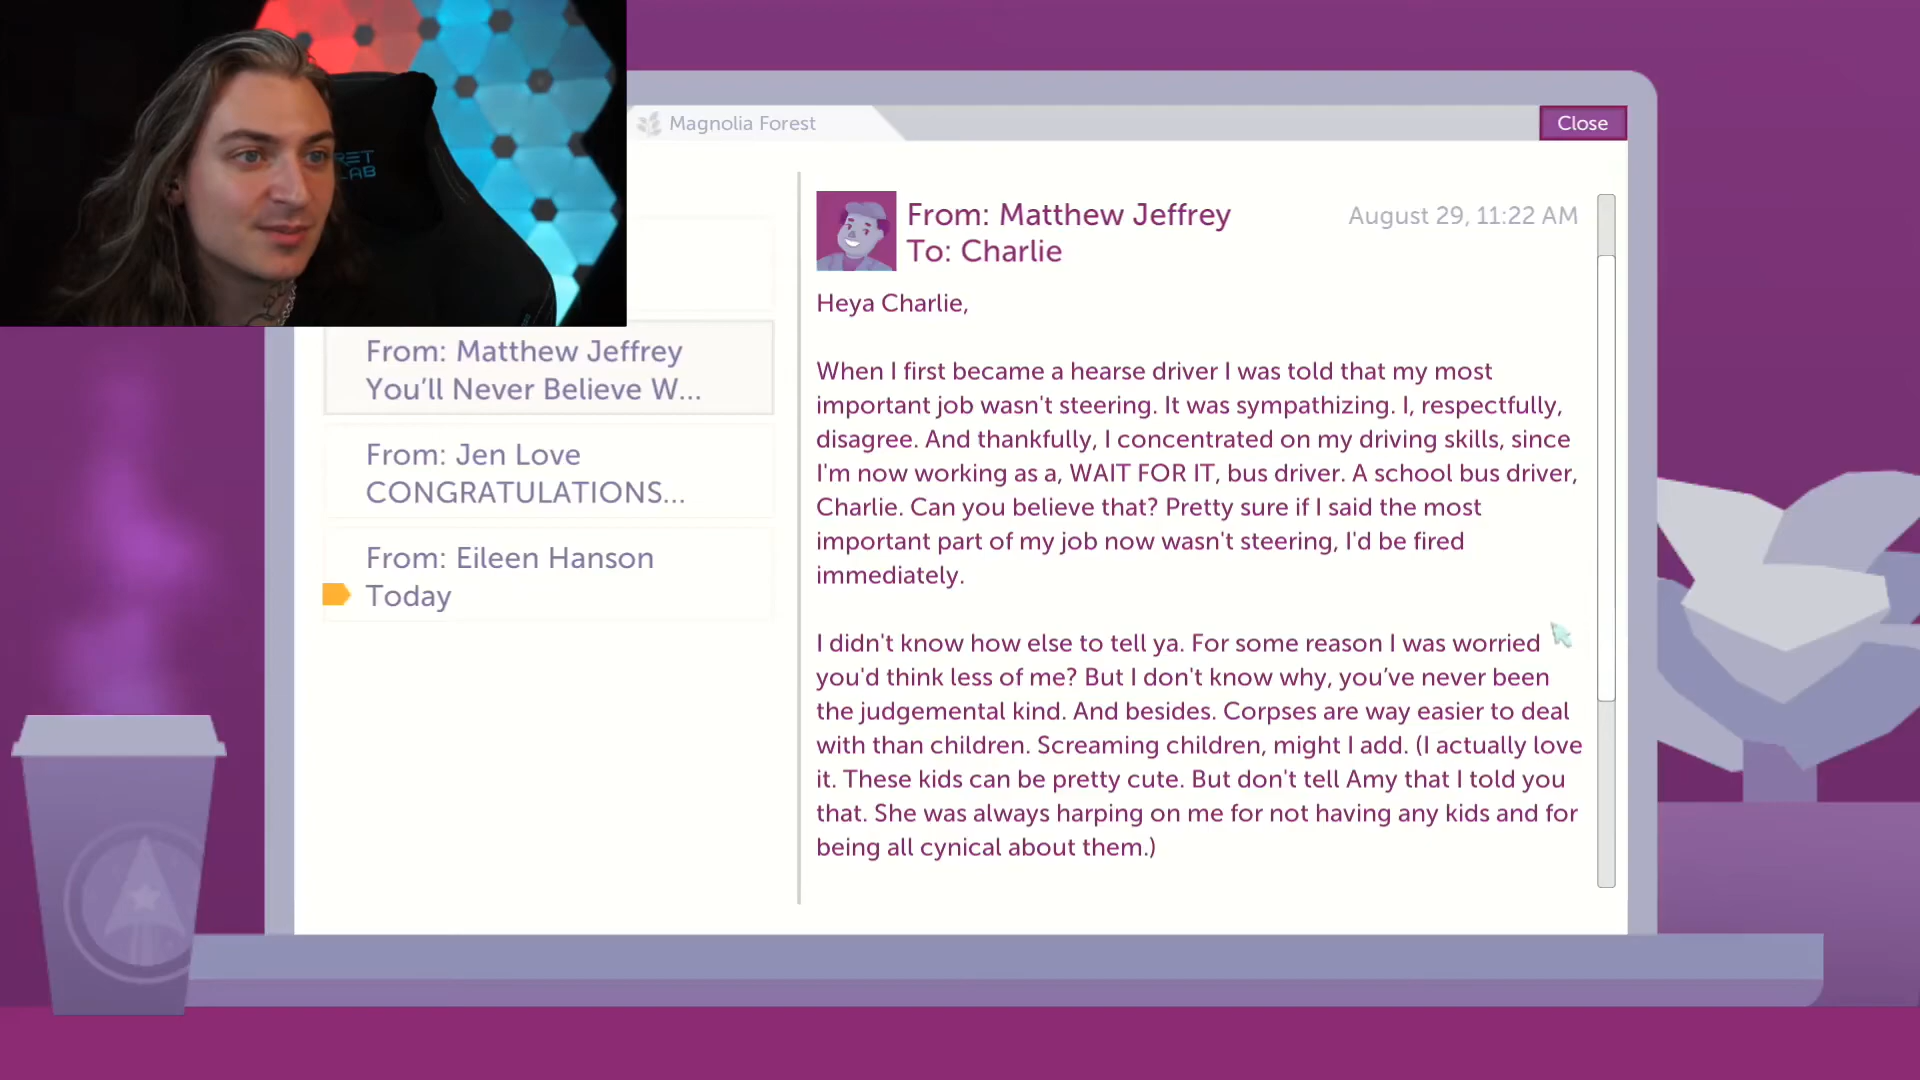 Magnolia Forest
Close
From: Matthew Jeffrey
You’ll Never Believe W...
From: Jen Love
CONGRATULATIONS...
From: Eileen Hanson
Today
From: Matthew Jeffrey
August 29, 11:22 AM
To: Charlie
Heya Charlie,
When I first became a hearse driver I was told that my most
important job wasn't steering. It was sympathizing. I, respectfully,
disagree. And thankfully, I concentrated on my driving skills, since
I'm now working as a, WAIT FOR IT, bus driver. A school bus driver,
Charlie. Can you believe that? Pretty sure if I said the most
important part of my job now wasn't steering, I'd be fired
immediately.
I didn't know how else to tell ya. For some reason I was worried
you'd think less of me? But I don't know why, you’ve never been
the judgemental kind. And besides. Corpses are way easier to deal
with than children. Screaming children, might I add. (I actually love
it. These kids can be pretty cute. But don't tell Amy that I told you
that. She was always harping on me for not having any kids and for
being all cynical about them.)